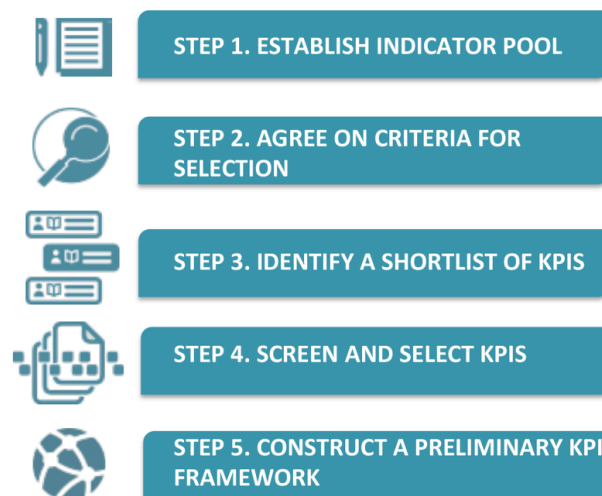 STEP 1. ESTABLISH INDICATOR POOL
STEP 2. AGREE ON CRITERIA FOR
SELECTION
STEP 3. IDENTIFY A SHORTLIST OF KPIS
STEP 4. SCREEN AND SELECT KPIS
STEP 5. CONSTRUCT A PRELIMINARY KPI
FRAMEWORK